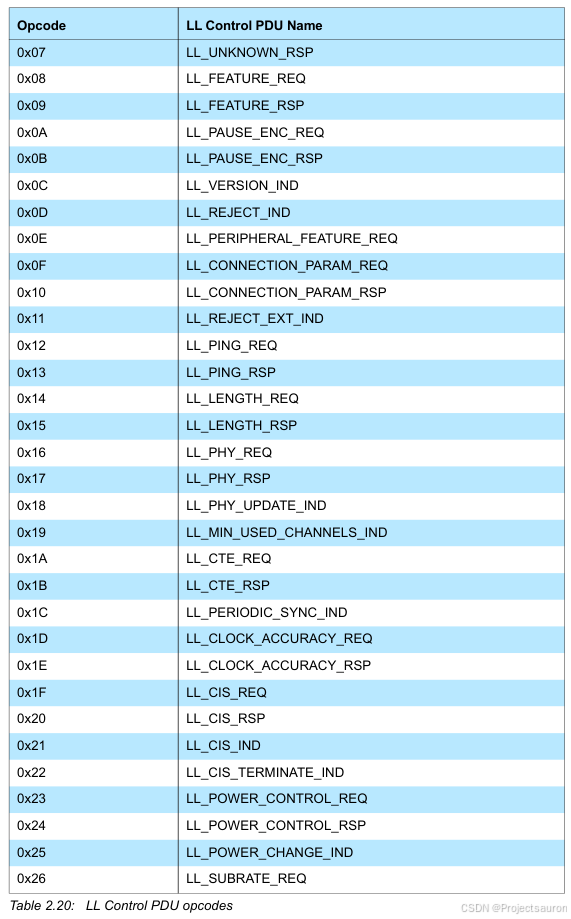 Opcode LL Control PDU Name
0x07 LL_UNKNOWN_RSP
0x08 LL_FEATURE_REQ
0x09 LL_FEATURE_RSP
0x0A LL_PAUSE_ENC_REQ
0x0B LL_PAUSE_ENC_RSP
0x0C LL_VERSION_IND
0x0D LL_REJECT_IND
0x0E LL_PERIPHERAL_FEATURE_REQ
0x0F LL_CONNECTION_PARAM_REQ
0x10 LL_CONNECTION_PARAM_RSP
0x11 LL_REJECT_EXT_IND
0x12 LL_PING_REQ
0x13 LL_PING_RSP
0x14 LL_LENGTH_REQ
0x15 LL_LENGTH_RSP
0x16 LL_PHY_REQ
0x17 LL_PHY_RSP
0x18 LL_PHY_UPDATE_IND
0x19 LL_MIN_USED_CHANNELS_IND
0x1A LL_CTE_REQ
0x1B LL_CTE_RSP
0x1C LL_PERIODIC_SYNC_IND
0x1D LL_CLOCK_ACCURACY_REQ
0x1E LL_CLOCK_ACCURACY_RSP
0x1F LL_CIS_REQ
0x20 LL_CIS_RSP
0x21 LL_CIS_IND
0x22 LL_CIS_TERMINATE_IND
0x23 LL_POWER_CONTROL_REQ
0x24 LL_POWER_CONTROL_RSP
0x25 LL_POWER_CHANGE_IND
0x26 LL_SUBRATE_REQ
Table 2.20: LL Control PDU opcodes
CSDN @Projectsauron